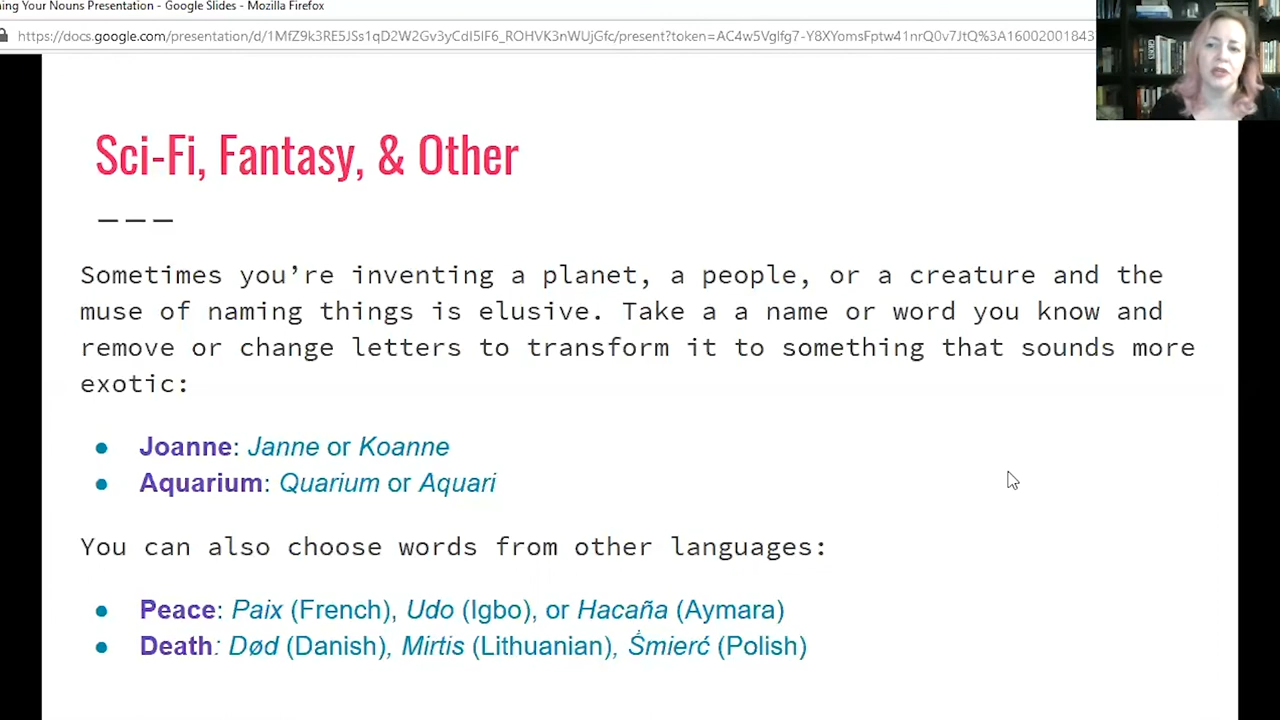 ing Your Nouns Presentation - Google Slides - Mozilla Firefox
https://docs.google.com/presentation/d/1MfZ9k3RE5JSs1qD2W2Gv3yCdI5lF6_ROHVK3nWUjGfc/present?token=AC4w5Vglfg7-Y8XYomsFptw41nrQ0v7JtQ%3A16002001843
Sci-Fi, Fantasy, & Other
Sometimes you’re inventing a planet, a people, or a creature and the
muse of naming things is elusive. Take a a name or word you know and
remove or change letters to transform it to something that sounds more
exotic:
● Joanne: Janne or Koanne
● Aquarium: Quarium or Aquari
You can also choose words from other languages:
● Peace: Paix (French), Udo (Igbo), or Hacaña (Aymara)
● Death: Død (Danish), Mirtis (Lithuanian), Śmierć (Polish)